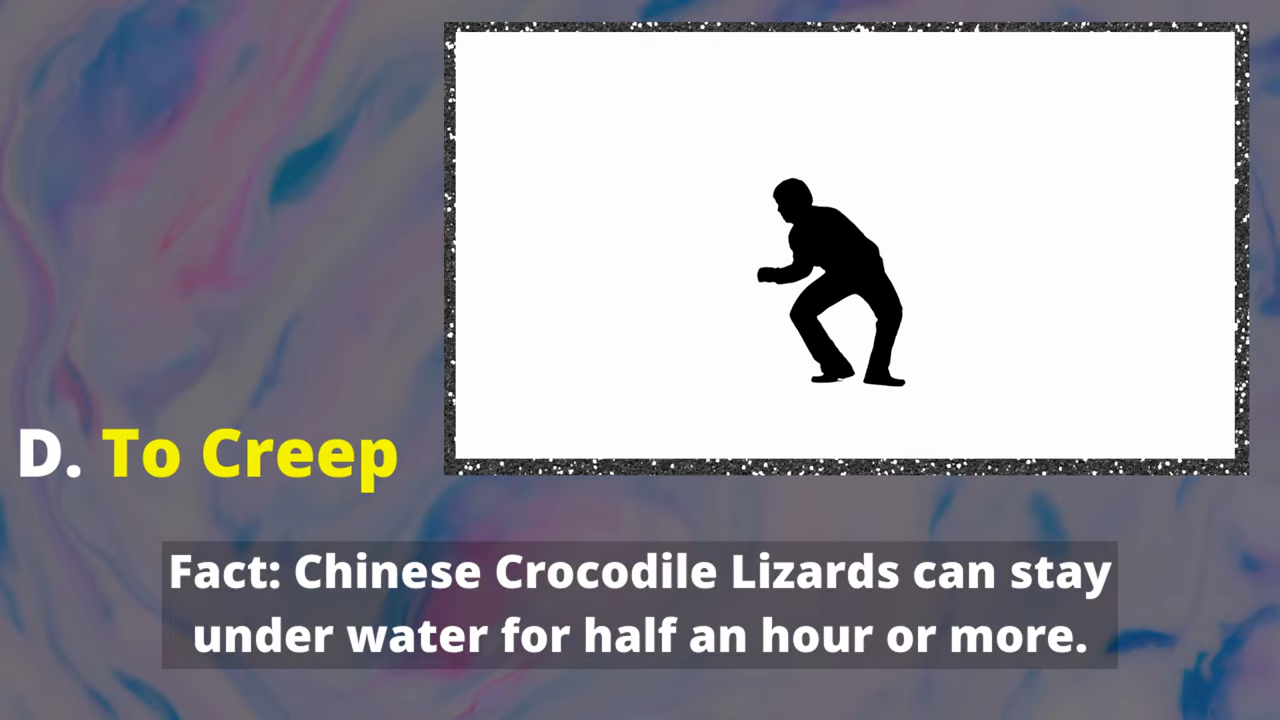 D. To Creep
Fact: Chinese Crocodile Lizards can stay
under water for half an hour or more.